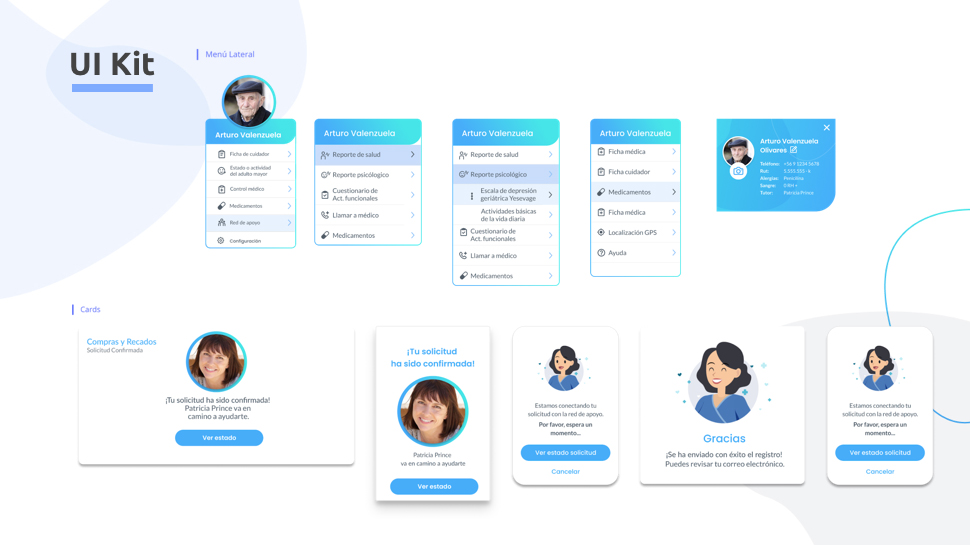 UI Kit
Menú Lateral
Arturo Valenzuela
Ficha de cuidador
Estado o actividad
del adulto mayor
Control médico
Medicamentos
Red de apoyo
Configuración
Arturo Valenzuela
Reporte de salud
Reporte psicológico
Cuestionario de
Act. funcionales
Llamar a médico
Medicamentos
Arturo Valenzuela
Reporte de salud
Reporte psicológico
Escala de depresión
geriátrica Yesevage
Actividades básicas
de la vida diaria
Cuestionario de
Act. funcionales
Llamar a médico
Medicamentos
Arturo Valenzuela
Ficha médica
Ficha cuidador
Medicamentos
Ficha médica
Localización GPS
Ayuda
Arturo Valenzuela
Olivares
Teléfono: +56 9 1234 5678
Rut: 5.555.555 - k
Alergias: Penicilina
Sangre: O RH -/
Tutor: Patricia Prince
Cards
Compras y Recados
Solicitud Confirmada
¡Tu solicitud ha sido confirmada!
Patricia Prince va en
camino a ayudarte.
Ver estado
¡Tu solicitud
ha sido confirmada!
Patricia Prince
va en camino a ayudarte
Ver estado
Estamos conectando tu
solicitud con la red de apoyo.
Por favor, espera un
momento...
Ver estado solicitud
Cancelar
Gracias
¡Se ha enviado con éxito el registro!
Puedes revisar tu correo electrónico.
Estamos conectando tu
solicitud con la red de apoyo.
Por favor, espera un
momento...
Ver estado solicitud
Cancelar